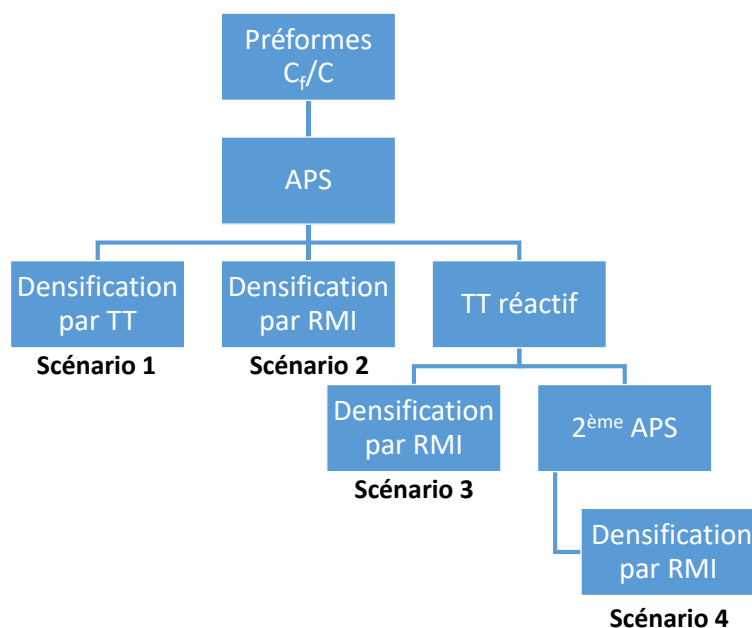 Préformes
Cf/C
APS
Densification
par TT
Scénario 1
Densification
par RMI
Scénario 2
TT réactif
Densification
par RMI
Scénario 3
2ème APS
Densification
par RMI
Scénario 4